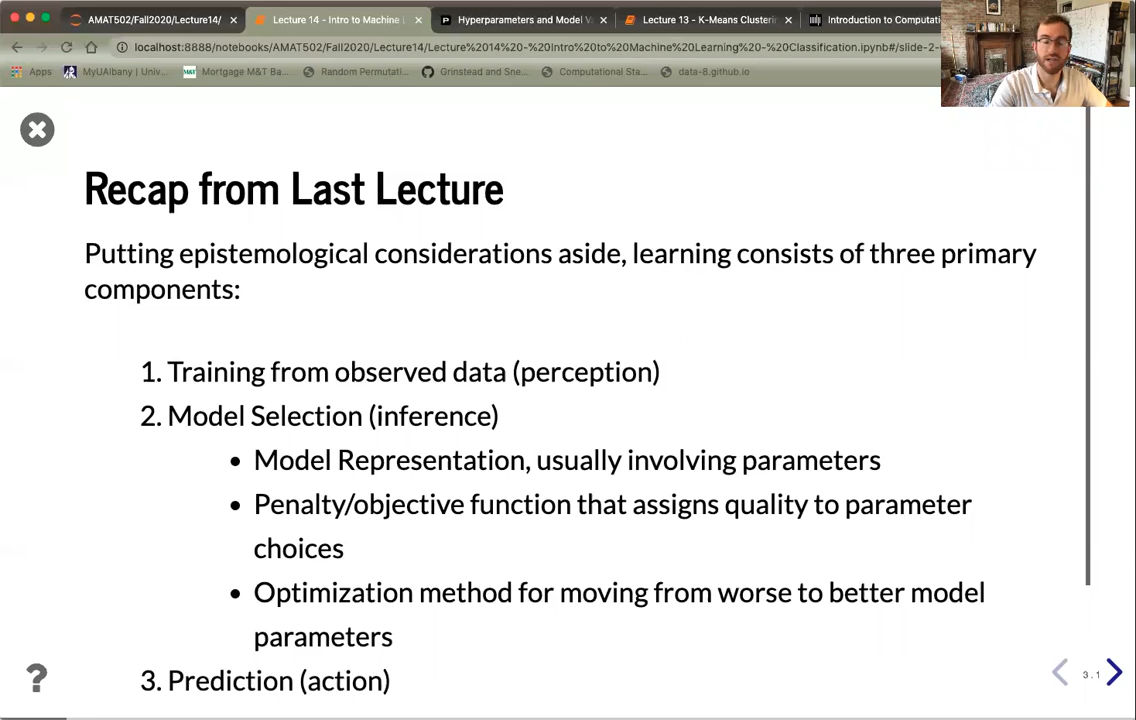 AMAT502/Fall2020/Lecture14/
Lecture 14 - Intro to Machine L
Hyperparameters and Model V
Lecture 13 - K-Means Clusteri
Introduction to Computati
localhost:8888/notebooks/AMAT502/Fall2020/Lecture14/Lecture%2014%20-%20Intro%20to%20Machine%20Learning%20-%20Classification.ipynb#/slide-2-
Apps
MyUAlbany | Univ...
M&T
Mortgage M&T Ba...
Random Permutati...
Grinstead and Sne...
Computational Sta...
data-8.github.io
Recap from Last Lecture
Putting epistemological considerations aside, learning consists of three primary
components:
1. Training from observed data (perception)
2. Model Selection (inference)
• Model Representation, usually involving parameters
• Penalty/objective function that assigns quality to parameter
choices
• Optimization method for moving from worse to better model
parameters
3. Prediction (action)
?
3.1